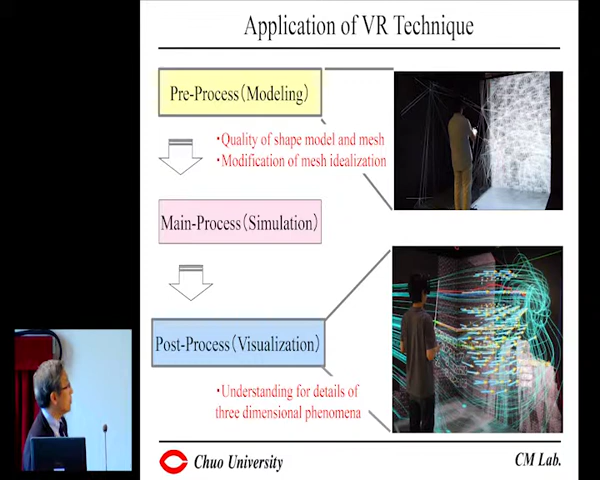 Application of VR Technique
Pre-Process(Modeling)
・Quality of shape model and mesh
・Modification of mesh idealization
Main-Process(Simulation)
Post-Process(Visualization)
・Understanding for details of
three dimensional phenomena
Chuo University
CM Lab.